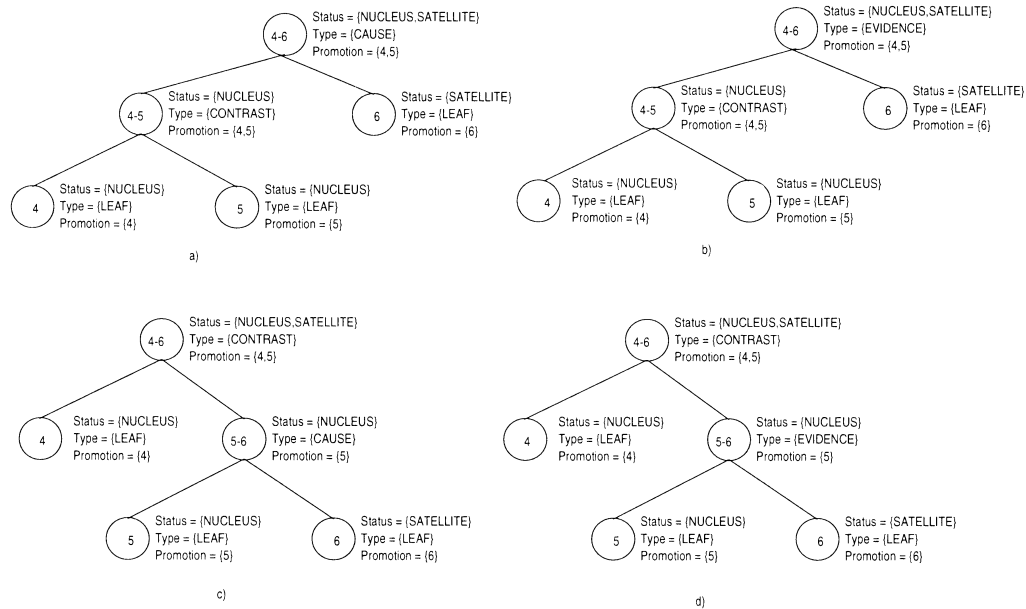 4-6
Status = {NUCLEUS,SATELLITE}
Type = {CAUSE}
Promotion = {4,5}
4-5
Status = {NUCLEUS}
Type = {CONTRAST}
Promotion = {4,5}
6
Status = {SATELLITE}
Type = {LEAF}
Promotion = {6}
4
Status = {NUCLEUS}
Type = {LEAF}
Promotion = {4}
5
Status = {NUCLEUS}
Type = {LEAF}
Promotion = {5}
a)
4-6
Status = {NUCLEUS,SATELLITE}
Type = {EVIDENCE}
Promotion = {4,5}
4-5
Status = {NUCLEUS}
Type = {CONTRAST}
Promotion = {4,5}
6
Status = {SATELLITE}
Type = {LEAF}
Promotion = {6}
4
Status = {NUCLEUS}
Type = {LEAF}
Promotion = {4}
5
Status = {NUCLEUS}
Type = {LEAF}
Promotion = {5}
b)
4-6
Status = {NUCLEUS,SATELLITE}
Type = {CONTRAST}
Promotion = {4,5}
4
Status = {NUCLEUS}
Type = {LEAF}
Promotion = {4}
5-6
Status = {NUCLEUS}
Type = {CAUSE}
Promotion = {5}
5
Status = {NUCLEUS}
Type = {LEAF}
Promotion = {5}
6
Status = {SATELLITE}
Type = {LEAF}
Promotion = {6}
c)
4-6
Status = {NUCLEUS,SATELLITE}
Type = {CONTRAST}
Promotion = {4,5}
4
Status = {NUCLEUS}
Type = {LEAF}
Promotion = {4}
5-6
Status = {NUCLEUS}
Type = {EVIDENCE}
Promotion = {5}
5
Status = {NUCLEUS}
Type = {LEAF}
Promotion = {5}
6
Status = {SATELLITE}
Type = {LEAF}
Promotion = {6}
d)